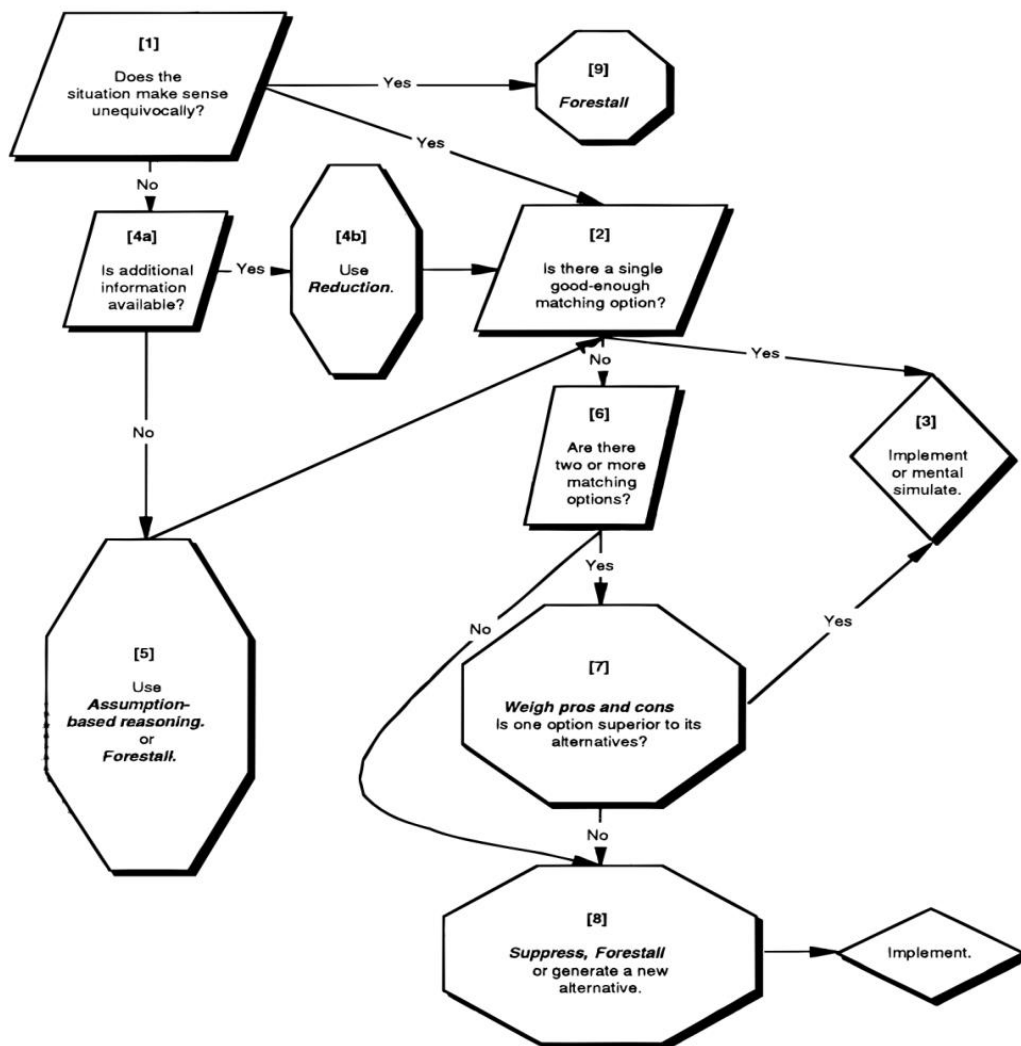 [1]
Does the
situation make sense
unequivocally?
Yes
[9]
Forestall
Yes
No
[4a]
Is additional
information
available?
Yes
[4b]
Use
Reduction.
[2]
Is there a single
good-enough
matching option?
No
Yes
[3]
Implement
or mental
simulate.
[6]
Are there
two or more
matching
options?
No
Yes
No
Yes
[5]
Use
Assumption-
based reasoning.
or
Forestall.
[7]
Weigh pros and cons
Is one option superior to its
alternatives?
No
[8]
Suppress, Forestall
or generate a new
alternative.
Implement.